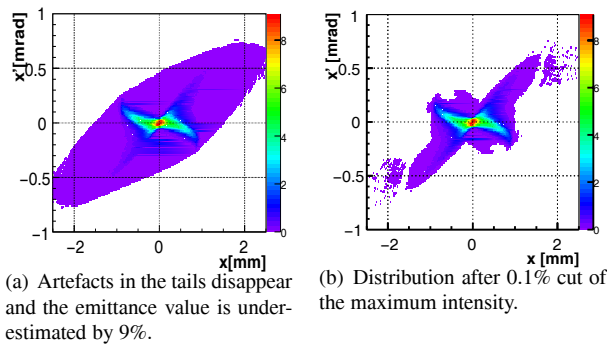 x' [mrad]
1
0.5
0
−0.5
−1
−2
0
2
x[mm]
8
6
4
2
0
x' [mrad]
1
0.5
0
−0.5
−1
−2
0
2
x [mm]
8
6
4
2
0
(a) Artefacts in the tails disappear
and the emittance value is under-
estimated by 9%.
(b) Distribution after 0.1% cut of
the maximum intensity.